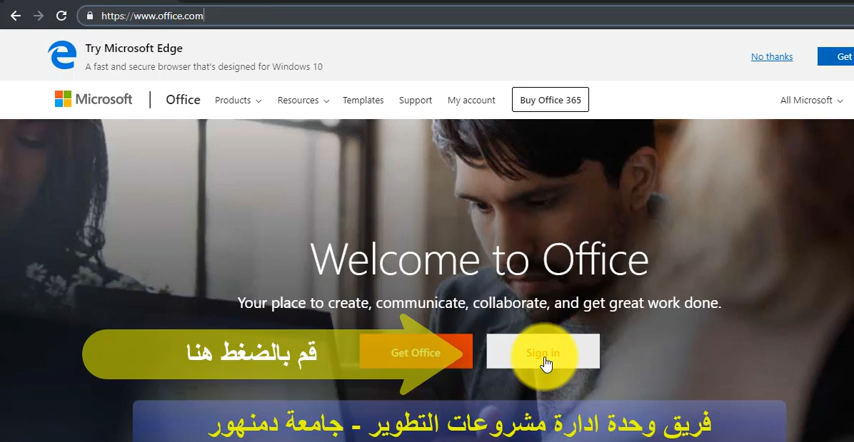 https://www.office.com
Try Microsoft Edge
A fast and secure browser that's designed for Windows 10
No thanks
Get
Microsoft
Office
Products
Resources
Templates
Support
My account
Buy Office 365
All Microsoft
Welcome to Office
Your place to create, communicate, collaborate, and get great work done.
قم بالضغط هنا
Get Office
Sign in
فريق وحدة ادارة مشروعات التطوير - جامعة دمنهور